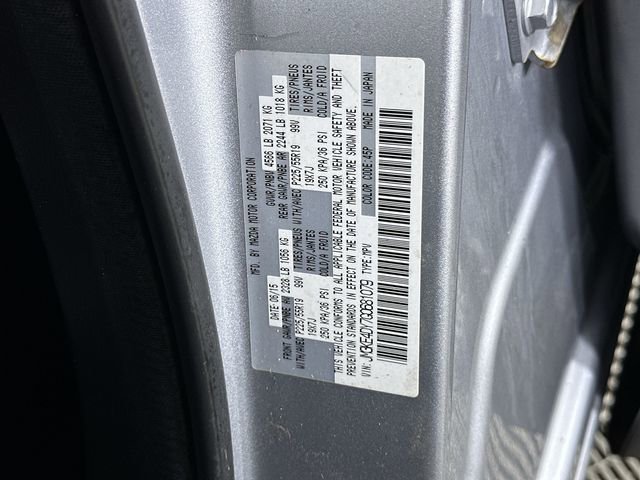 MFD. BY MAZDA MOTOR CORPORATION
DATE: 06/15 GVWR/PNBV 4566 LB 2071 KG
FRONT GAWR/PNBE AV 2328 LB 1056 KG REAR GAWR/PNBE AR 2244 LB 1018 KG
WITH/AVEC P225/55R19 99V TIRES/PNEUS WITH/AVEC P225/55R19 99V TIRES/PNEUS
19X7J RIMS/JANTES 19X7J RIMS/JANTES
250 KPA/36 PSI COLD/A FROID 250 KPA/36 PSI COLD/A FROID
THIS VEHICLE CONFORMS TO ALL APPLICABLE FEDERAL MOTOR VEHICLE SAFETY AND THEFT
PREVENTION STANDARDS IN EFFECT ON THE DATE OF MANUFACTURE SHOWN ABOVE.
VIN: JM3KE4DY7G0681079 TYPE:MPV COLOR CODE:45P MADE IN JAPAN